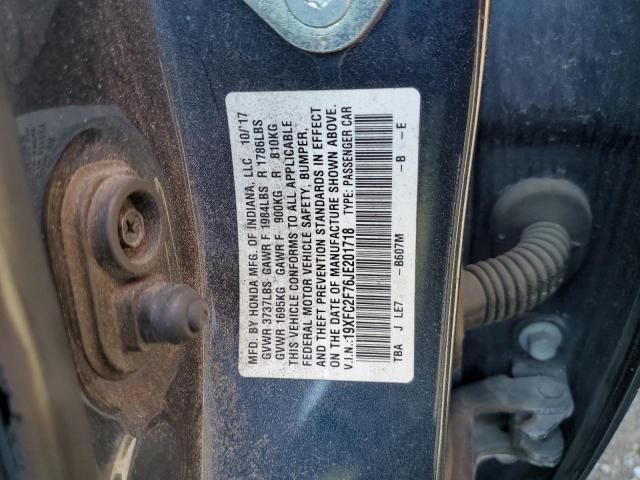 MFD. BY HONDA MFG. OF INDIANA, LLC 10/'17
GVWR 3737LBS GAWR F 1984LBS R 1786LBS
GVWR 1695KG GAWR F 900KG R 810KG
THIS VEHICLE CONFORMS TO ALL APPLICABLE
FEDERAL MOTOR VEHICLE SAFETY, BUMPER,
AND THEFT PREVENTION STANDARDS IN EFFECT
ON THE DATE OF MANUFACTURE SHOWN ABOVE.
V.I.N.:19XFC2F76JE201718 TYPE: PASSENGER CAR
TBA J LE7 -B607M -B -E